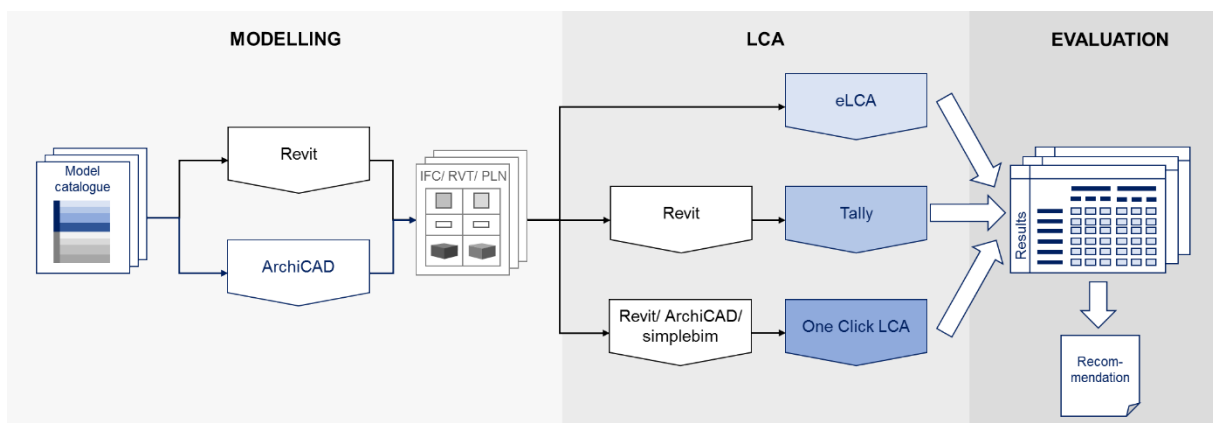 MODELLING
LCA
EVALUATION
Model
catalogue
Revit
ArchiCAD
IFC/ RVT/ PLN
eLCA
Revit
Tally
Revit/ ArchiCAD/
simplebim
One Click LCA
Results
Recom-
mendation